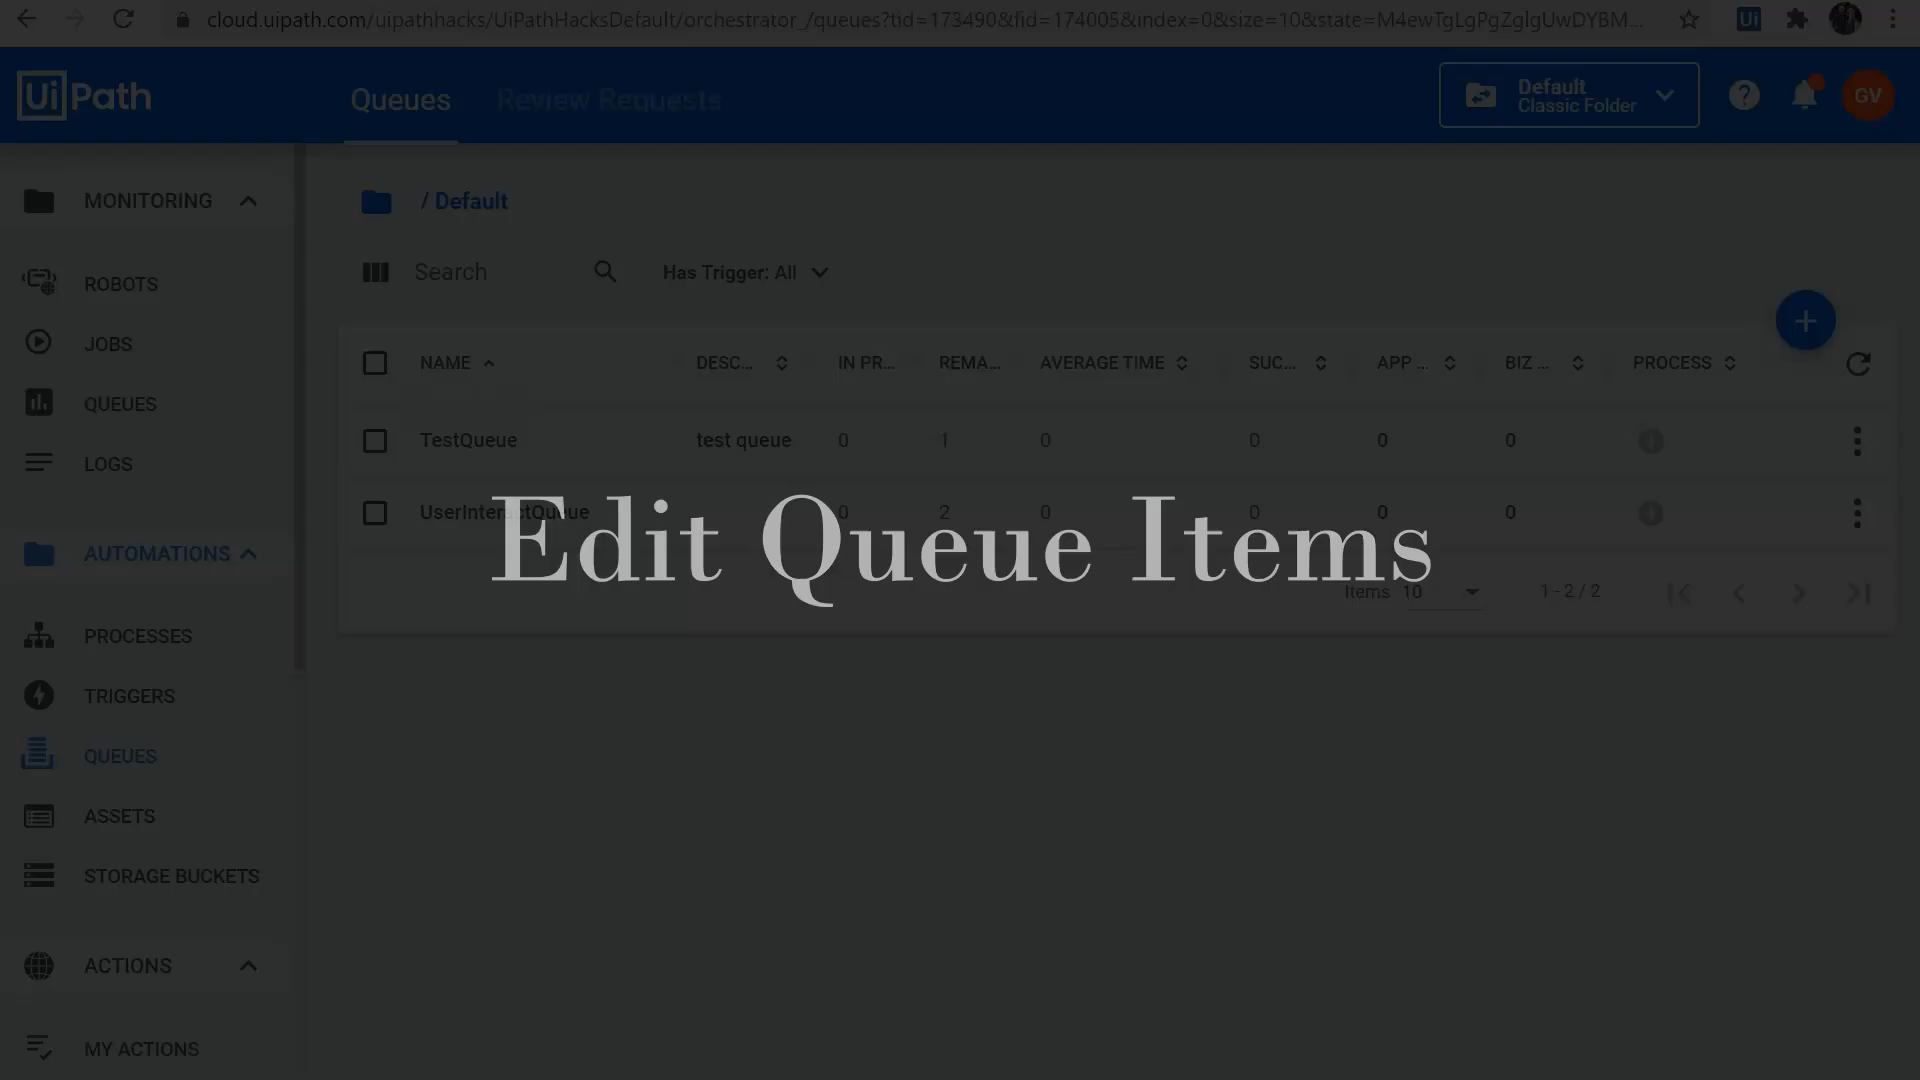 cloud.uipath.com/uipathhacks/UiPathHacksDefault/orchestrator_/queues?tid=173490&fid=174005&index=0&size=10&state=M4ewTgLgPgZglgUwDYBM...
Ui
UiPath
Queues
Review Requests
Default
Classic Folder
?
GV
MONITORING
ROBOTS
JOBS
QUEUES
LOGS
AUTOMATIONS
PROCESSES
TRIGGERS
QUEUES
ASSETS
STORAGE BUCKETS
ACTIONS
MY ACTIONS
/ Default
Search
Has Trigger: All
NAME DESC... IN PR... REMA... AVERAGE TIME SUC... APP ... BIZ ... PROCESS
TestQueue test queue 0 1 0 0 0 0
UserInteractQueue 0 2 0 0 0 0
Edit Queue Items
Items 10 1 - 2 / 2